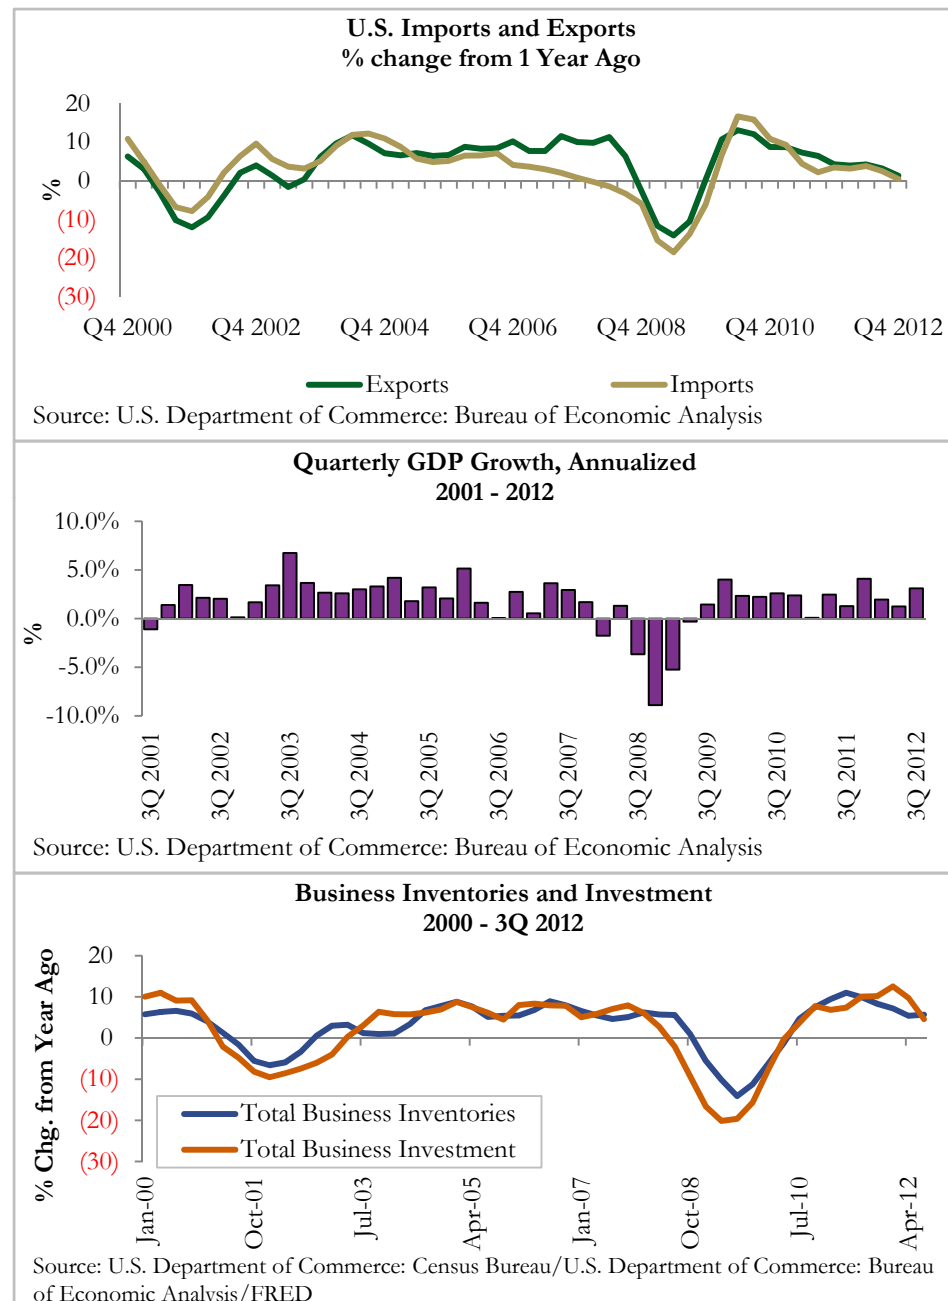 U.S. Imports and Exports
% change from 1 Year Ago
20
10
0
(10)
(20)
(30)
%
Q4 2000 Q4 2002 Q4 2004 Q4 2006 Q4 2008 Q4 2010 Q4 2012
Exports Imports
Source: U.S. Department of Commerce: Bureau of Economic Analysis
Quarterly GDP Growth, Annualized
2001 - 2012
10.0%
5.0%
0.0%
-5.0%
-10.0%
%
3Q 2001 3Q 2002 3Q 2003 3Q 2004 3Q 2005 3Q 2006 3Q 2007 3Q 2008 3Q 2009 3Q 2010 3Q 2011 3Q 2012
Source: U.S. Department of Commerce: Bureau of Economic Analysis
Business Inventories and Investment
2000 - 3Q 2012
% Chg. from Year Ago
20
10
0
(10)
(20)
(30)
Total Business Inventories
Total Business Investment
Jan-00 Oct-01 Jul-03 Apr-05 Jan-07 Oct-08 Jul-10 Apr-12
Source: U.S. Department of Commerce: Census Bureau/U.S. Department of Commerce: Bureau
of Economic Analysis/FRED